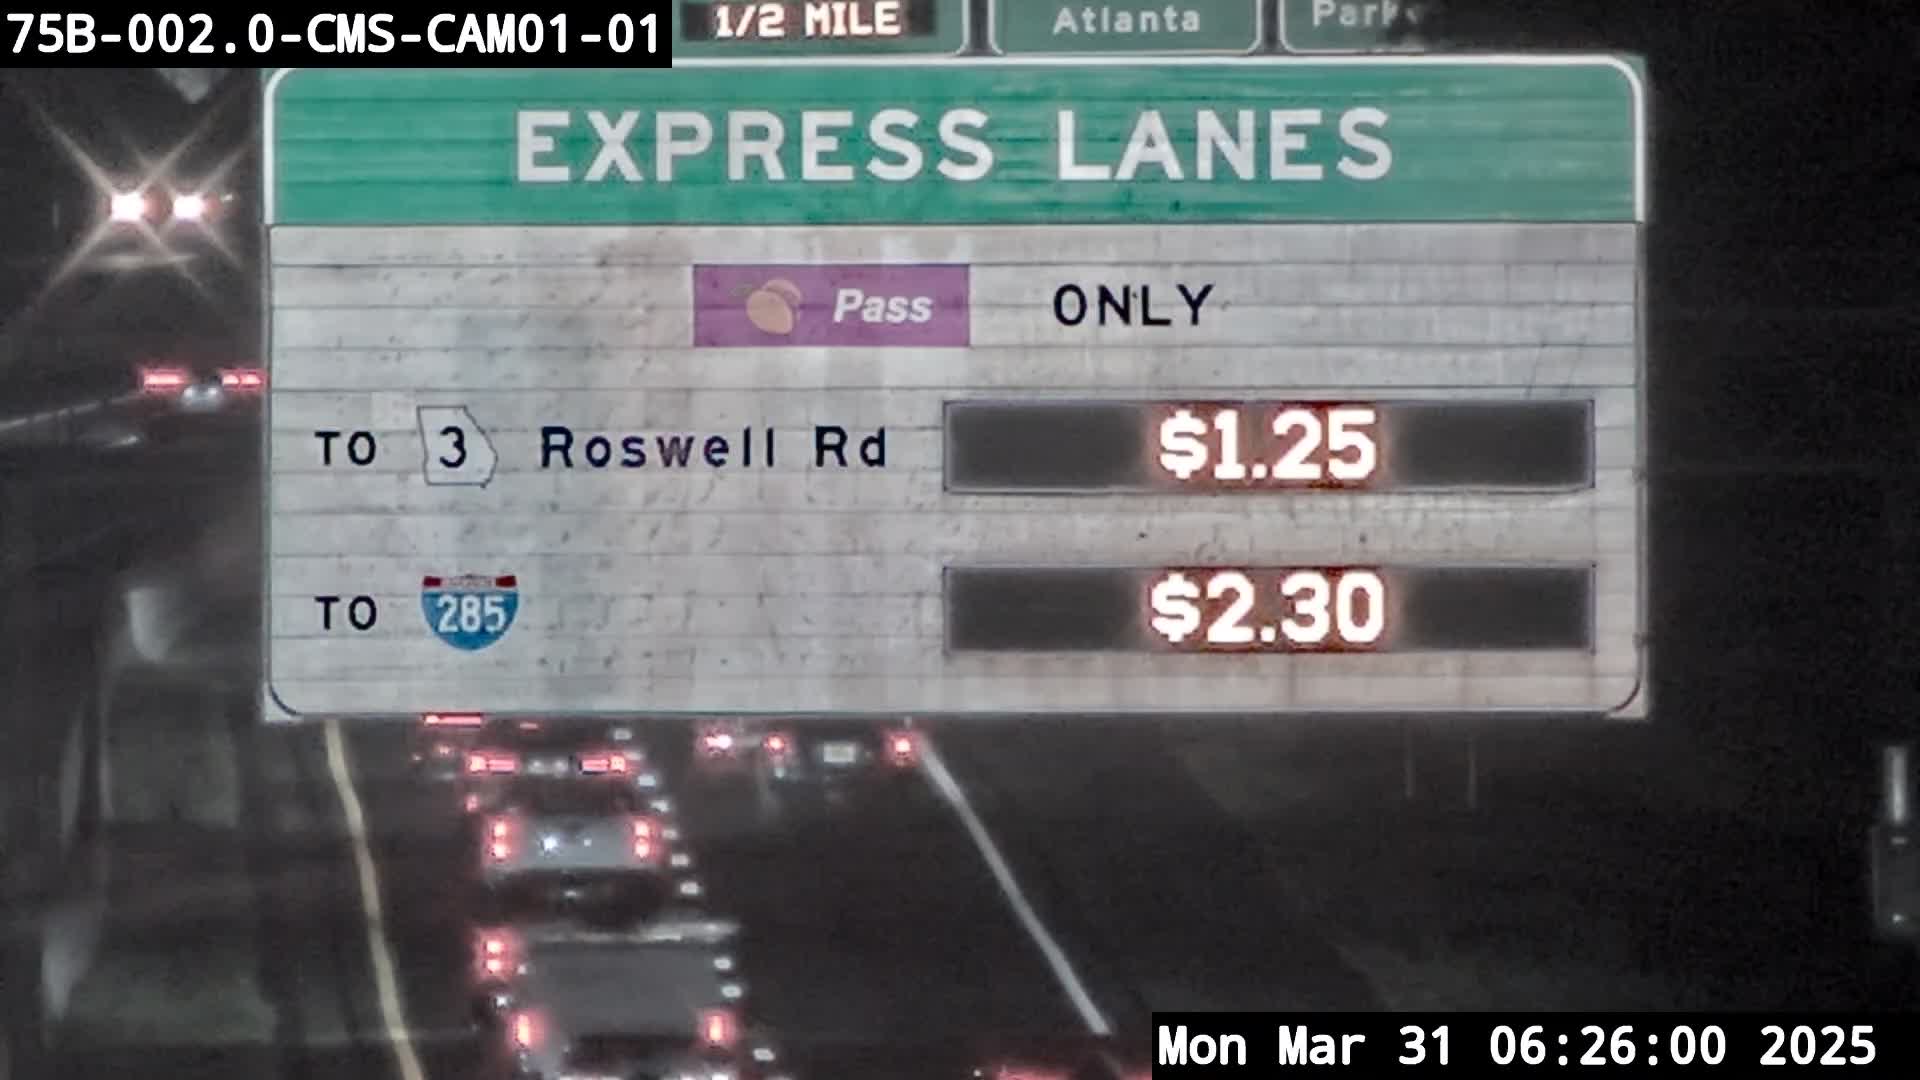 75B-002.0-CMS-CAM01-01
1/2 MILE
Atlanta
EXPRESS LANES
Pass ONLY
TO 3 Roswell Rd $1.25
TO 285 $2.30
Mon Mar 31 06:26:00 2025